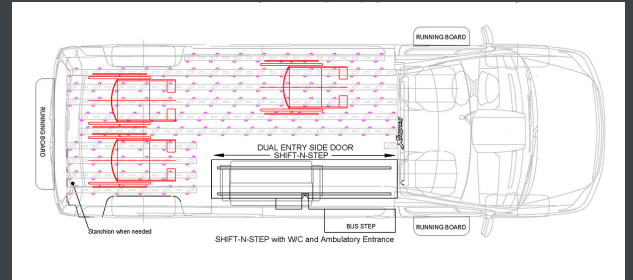 RUNNING BOARD
RUNNING BOARD
DUAL ENTRY SIDE DOOR
SHIFT-N-STEP
Stanchion when needed
BUS STEP
RUNNING BOARD
SHIFT-N-STEP with W/C and Ambulatory Entrance